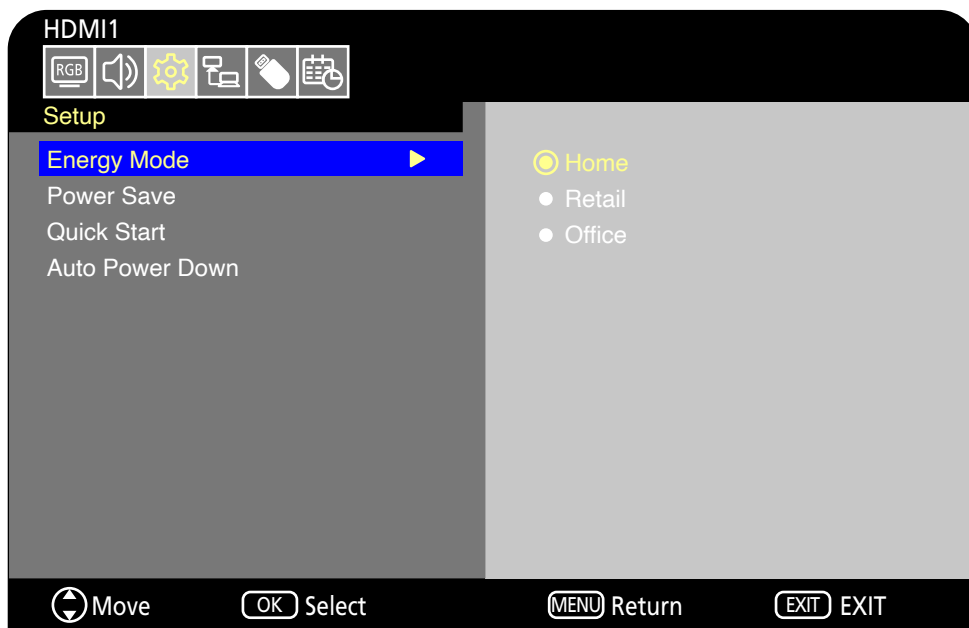 HDMI1
RGB
Setup
Energy Mode
Power Save
Quick Start
Auto Power Down
Home
Retail
Office
Move OK Select MENU Return EXIT EXIT